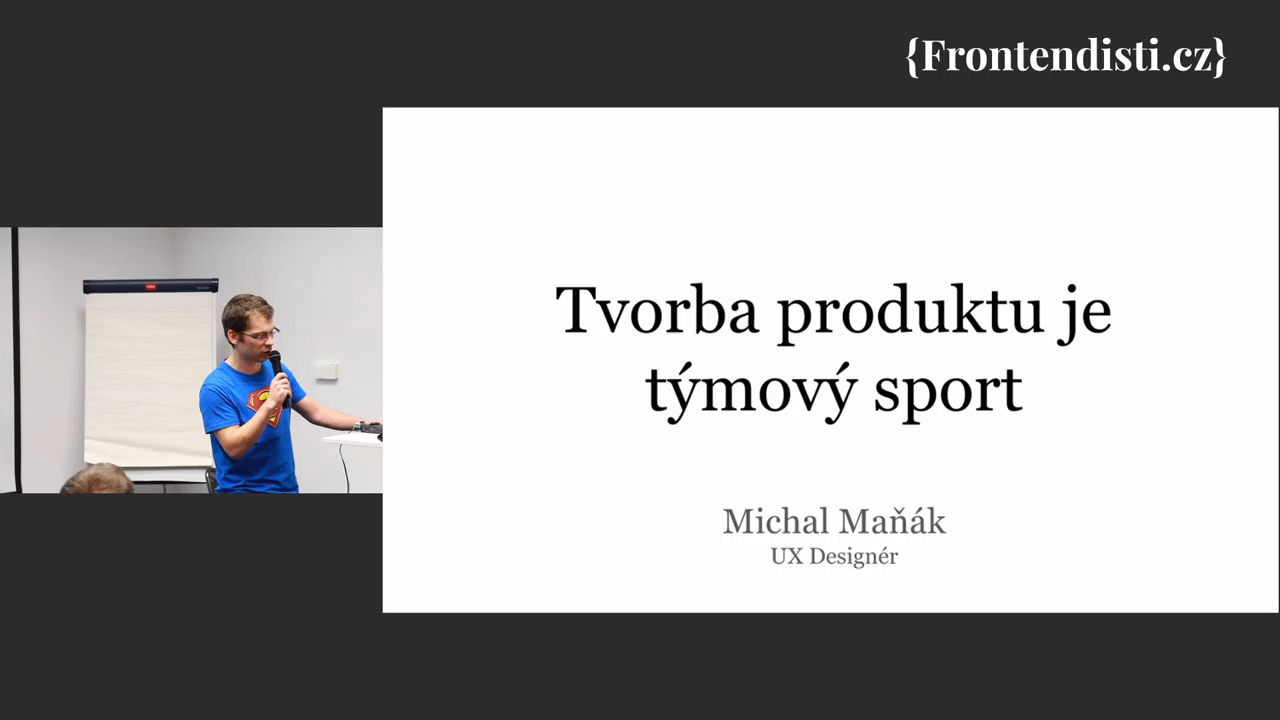 {Frontendisti.cz}
Tvorba produktu je
týmový sport
Michal Maňák
UX Designér